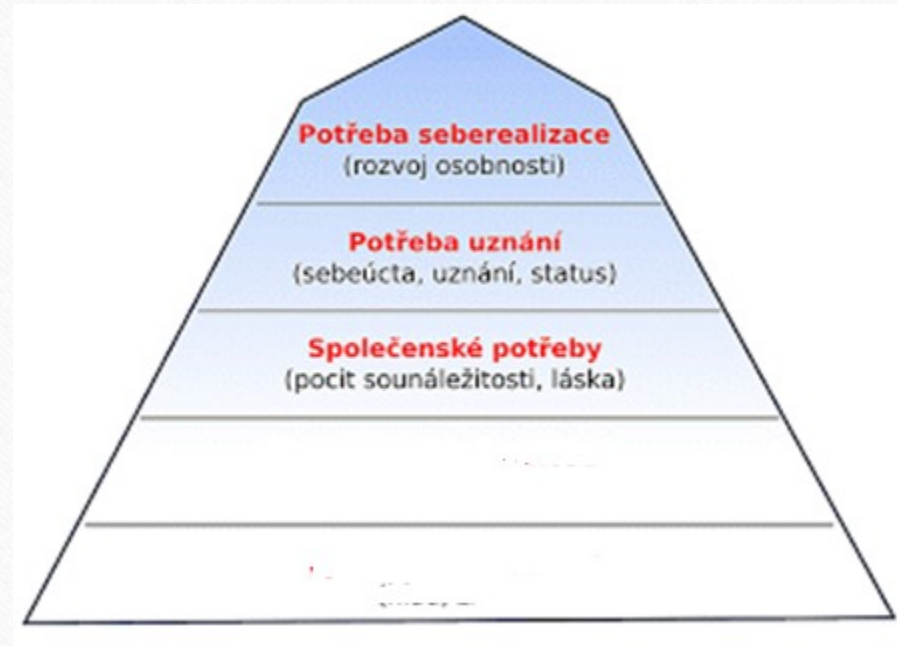 Potřeba seberealizace
(rozvoj osobnosti)
Potřeba uznání
(sebeúcta, uznání, status)
Společenské potřeby
(pocit sounáležitosti, láska)